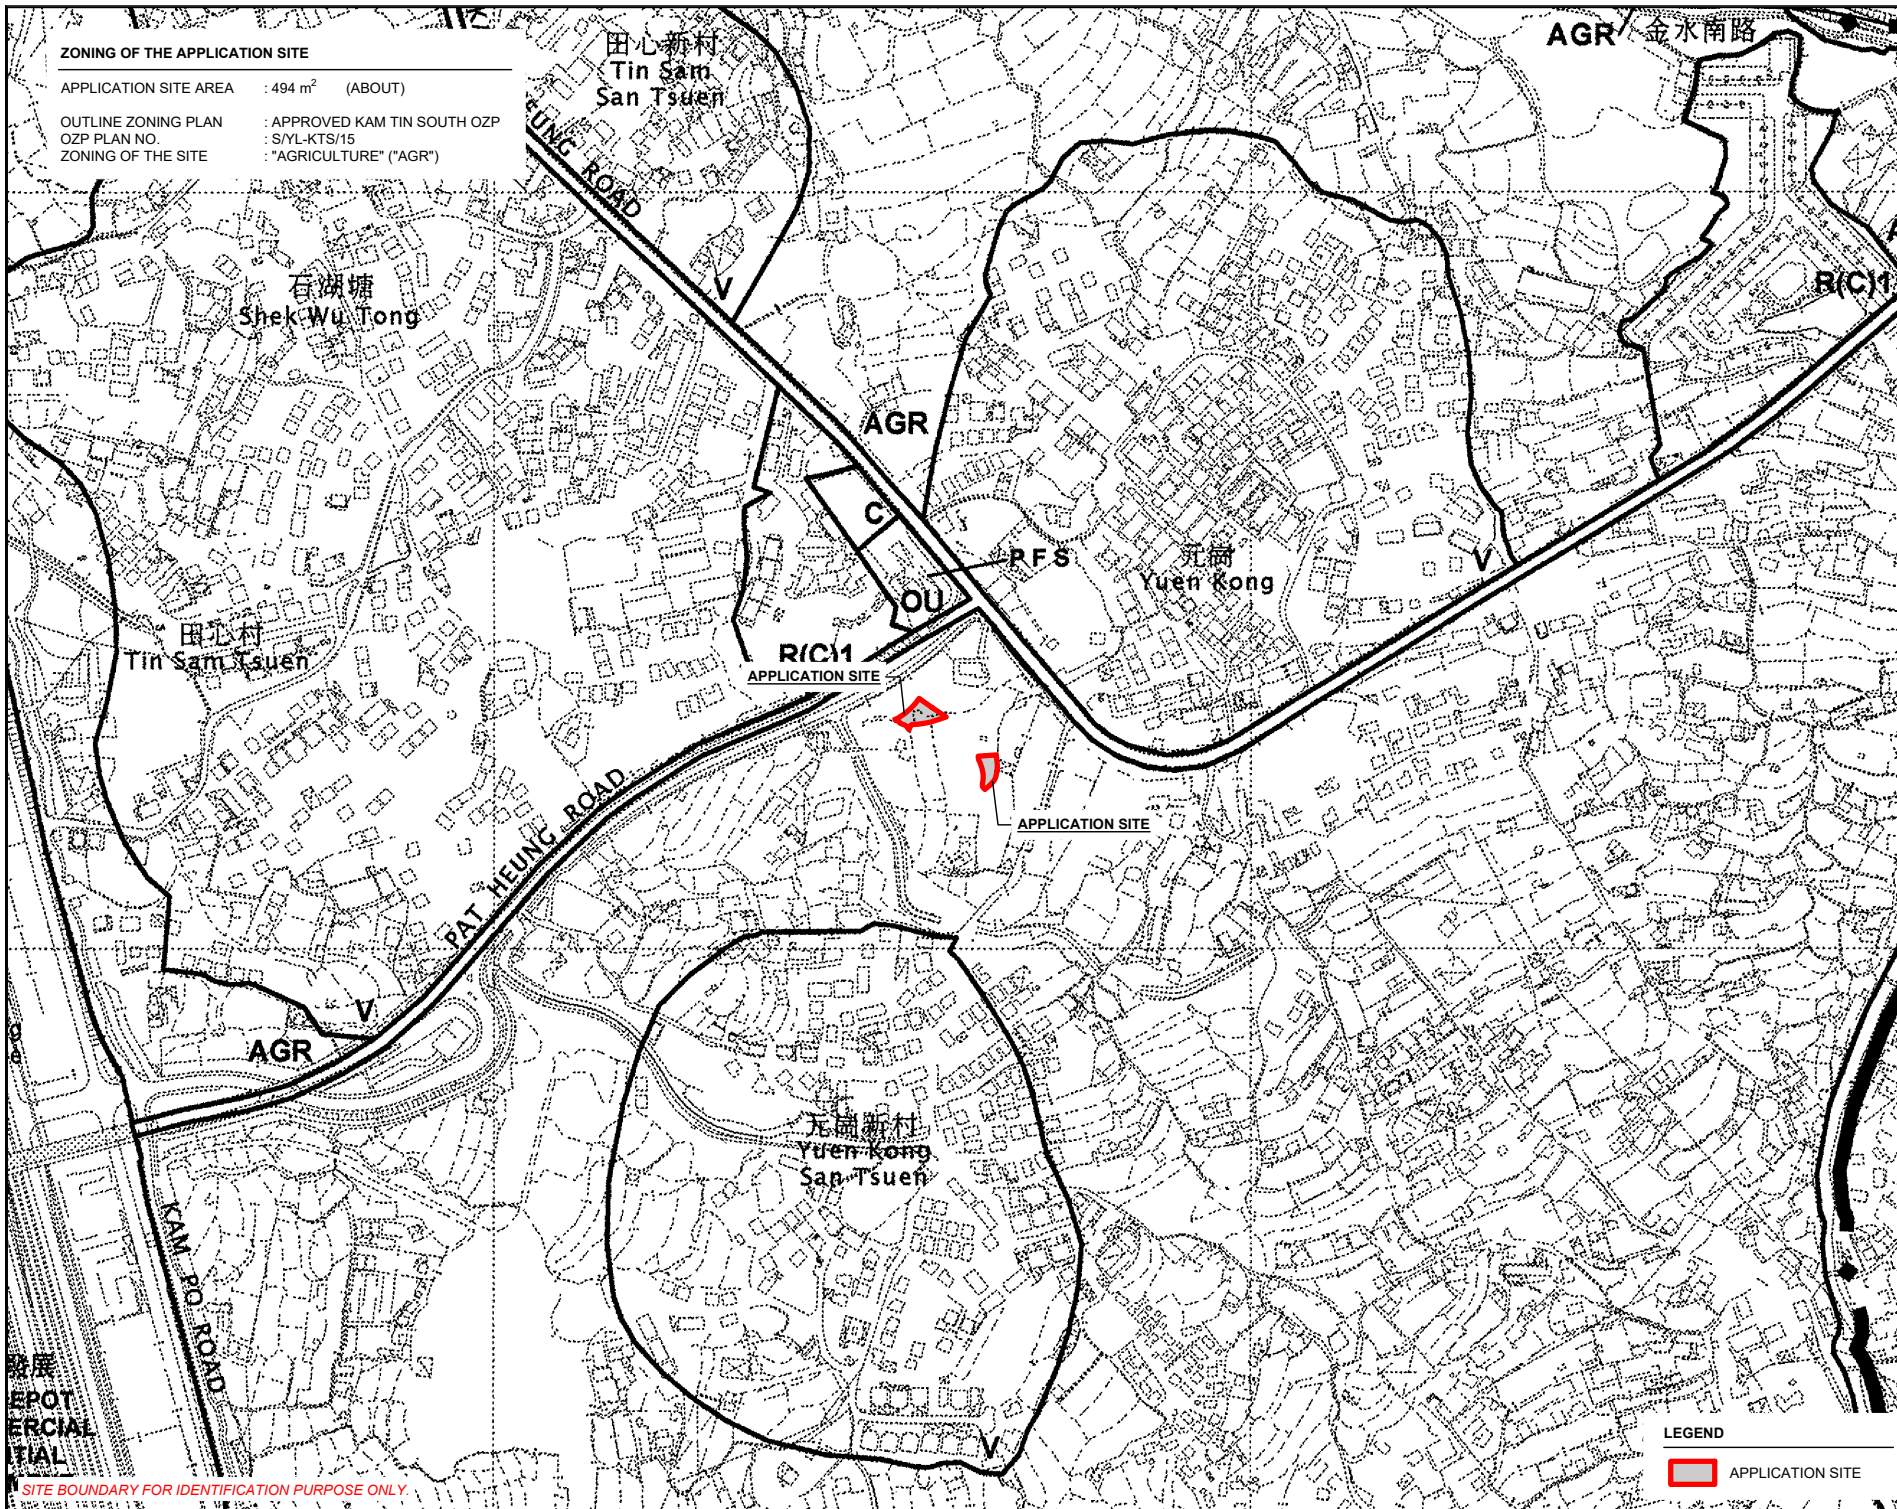 ZONING OF THE APPLICATION SITE
APPLICATION SITE AREA : 494 m² (ABOUT)
OUTLINE ZONING PLAN : APPROVED KAM TIN SOUTH OZP
OZP PLAN NO. : S/YL-KTS/15
ZONING OF THE SITE : "AGRICULTURE" ("AGR")
田心新村
Tin Sam
San Tsuen
AGR
金水南路
ROAD
石湖塘
Shek Wu Tong
V
R(C)1
AGR
C
PFS
OU
元崗
Yuen Kong
V
田心村
Tin Sam Tsuen
R(C)1
APPLICATION SITE
APPLICATION SITE
PAT HEUNG ROAD
V
AGR
元崗新村
Yuen Kong
San Tsuen
KAM PO ROAD
發展
EPOT
ERCIAL
TIAL
V
LEGEND
APPLICATION SITE
SITE BOUNDARY FOR IDENTIFICATION PURPOSE ONLY.